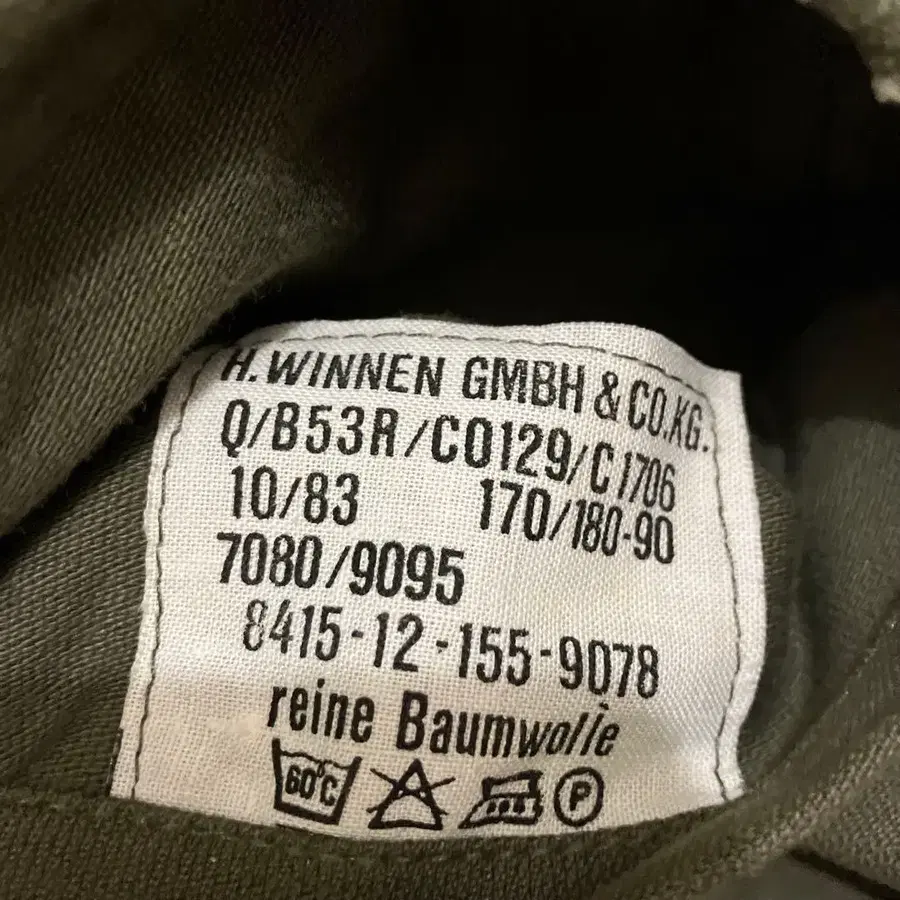 H.WINNEN GMBH & CO.KG.
Q/B53R/C0129/C1706
10/83 170/180-90
7080/9095
8415-12-155-9078
reine Baumwolle
60°C P